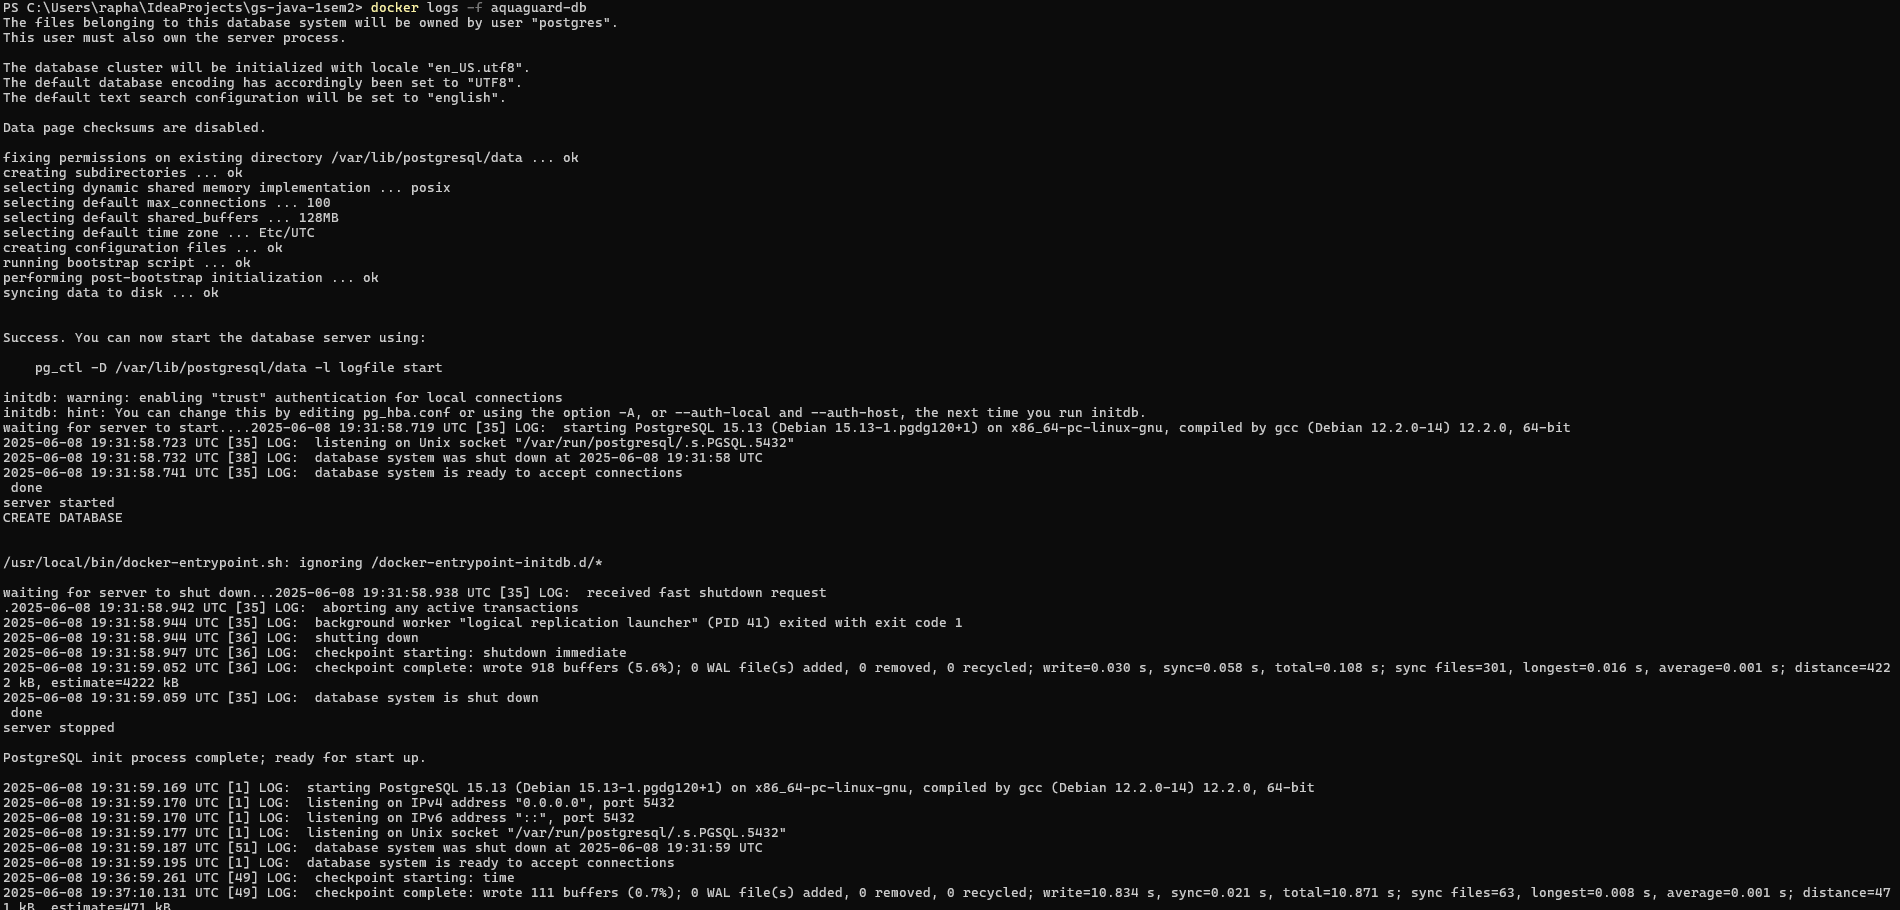 PS C:\Users\rapha\IdeaProjects\gs-java-1sem2> docker logs -f aquaguard-db
The files belonging to this database system will be owned by user "postgres".
This user must also own the server process.

The database cluster will be initialized with locale "en_US.utf8".
The default database encoding has accordingly been set to "UTF8".
The default text search configuration will be set to "english".

Data page checksums are disabled.

fixing permissions on existing directory /var/lib/postgresql/data ... ok
creating subdirectories ... ok
selecting dynamic shared memory implementation ... posix
selecting default max_connections ... 100
selecting default shared_buffers ... 128MB
selecting default time zone ... Etc/UTC
creating configuration files ... ok
running bootstrap script ... ok
performing post-bootstrap initialization ... ok
syncing data to disk ... ok


Success. You can now start the database server using:

    pg_ctl -D /var/lib/postgresql/data -l logfile start

initdb: warning: enabling "trust" authentication for local connections
initdb: hint: You can change this by editing pg_hba.conf or using the option -A, or --auth-local and --auth-host, the next time you run initdb.
waiting for server to start....2025-06-08 19:31:58.719 UTC [35] LOG:  starting PostgreSQL 15.13 (Debian 15.13-1.pgdg120+1) on x86_64-pc-linux-gnu, compiled by gcc (Debian 12.2.0-14) 12.2.0, 64-bit
2025-06-08 19:31:58.723 UTC [35] LOG:  listening on Unix socket "/var/run/postgresql/.s.PGSQL.5432"
2025-06-08 19:31:58.732 UTC [38] LOG:  database system was shut down at 2025-06-08 19:31:58 UTC
2025-06-08 19:31:58.741 UTC [35] LOG:  database system is ready to accept connections
 done
server started
CREATE DATABASE


/usr/local/bin/docker-entrypoint.sh: ignoring /docker-entrypoint-initdb.d/*

waiting for server to shut down...2025-06-08 19:31:58.938 UTC [35] LOG:  received fast shutdown request
.2025-06-08 19:31:58.942 UTC [35] LOG:  aborting any active transactions
2025-06-08 19:31:58.944 UTC [35] LOG:  background worker "logical replication launcher" (PID 41) exited with exit code 1
2025-06-08 19:31:58.944 UTC [36] LOG:  shutting down
2025-06-08 19:31:58.947 UTC [36] LOG:  checkpoint starting: shutdown immediate
2025-06-08 19:31:59.052 UTC [36] LOG:  checkpoint complete: wrote 918 buffers (5.6%); 0 WAL file(s) added, 0 removed, 0 recycled; write=0.030 s, sync=0.058 s, total=0.108 s; sync files=301, longest=0.016 s, average=0.001 s; distance=422
2 kB, estimate=4222 kB
2025-06-08 19:31:59.059 UTC [35] LOG:  database system is shut down
 done
server stopped

PostgreSQL init process complete; ready for start up.

2025-06-08 19:31:59.169 UTC [1] LOG:  starting PostgreSQL 15.13 (Debian 15.13-1.pgdg120+1) on x86_64-pc-linux-gnu, compiled by gcc (Debian 12.2.0-14) 12.2.0, 64-bit
2025-06-08 19:31:59.170 UTC [1] LOG:  listening on IPv4 address "0.0.0.0", port 5432
2025-06-08 19:31:59.170 UTC [1] LOG:  listening on IPv6 address "::", port 5432
2025-06-08 19:31:59.177 UTC [1] LOG:  listening on Unix socket "/var/run/postgresql/.s.PGSQL.5432"
2025-06-08 19:31:59.187 UTC [51] LOG:  database system was shut down at 2025-06-08 19:31:59 UTC
2025-06-08 19:31:59.195 UTC [1] LOG:  database system is ready to accept connections
2025-06-08 19:36:59.261 UTC [49] LOG:  checkpoint starting: time
2025-06-08 19:37:10.131 UTC [49] LOG:  checkpoint complete: wrote 111 buffers (0.7%); 0 WAL file(s) added, 0 removed, 0 recycled; write=10.834 s, sync=0.021 s, total=10.871 s; sync files=63, longest=0.008 s, average=0.001 s; distance=47
1 kB, estimate=471 kB